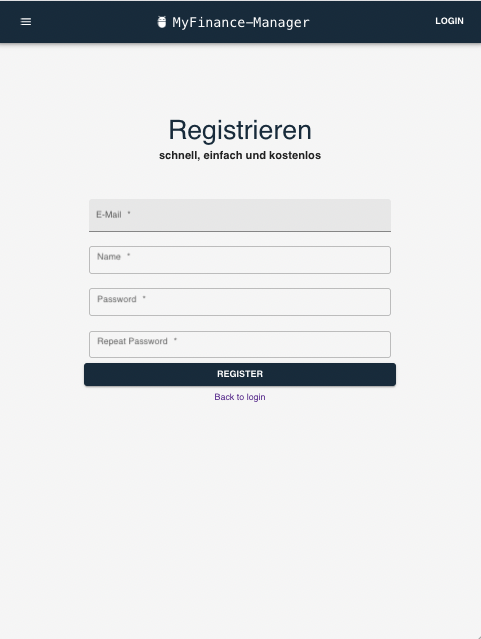 MyFinance-Manager
LOGIN
Registrieren
schnell, einfach und kostenlos
E-Mail *
Name *
Password *
Repeat Password *
REGISTER
Back to login